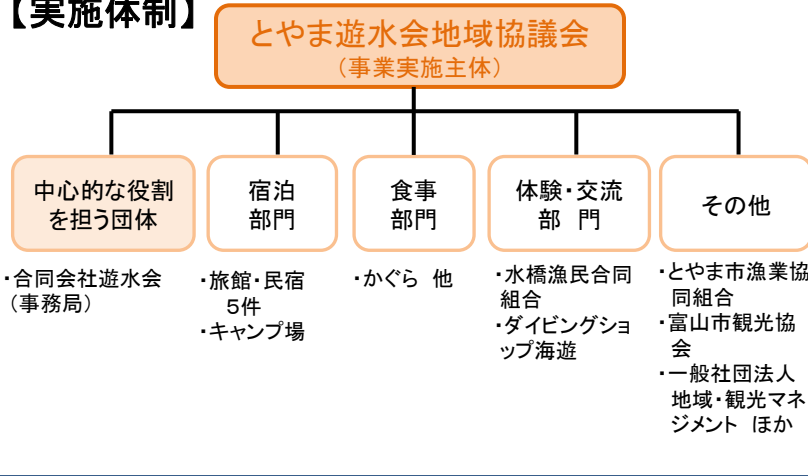 【実施体制】
とやま遊水会地域協議会
（事業実施主体）
中心的な役割
を担う団体
宿泊
部門
食事
部門
体験・交流
部 門
その他
・合同会社遊水会
（事務局）
・旅館・民宿
5件
・キャンプ場
・かぐら 他
・水橋漁民合同
組合
・ダイビングショ
ップ海遊
・とやま市漁業協
同組合
・富山市観光協
会
・一般社団法人
地域・観光マネ
ジメント ほか